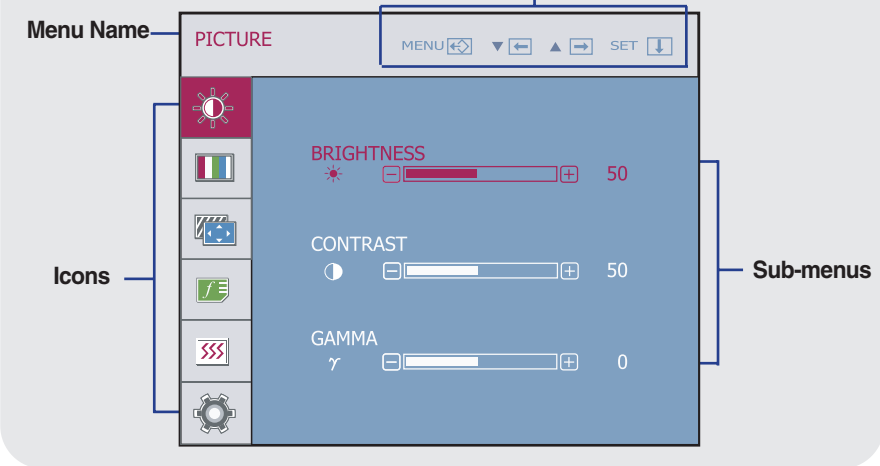 Menu Name
PICTURE
MENU ▼ ▲ SET
BRIGHTNESS
50
CONTRAST
50
Icons
Sub-menus
GAMMA
γ 0